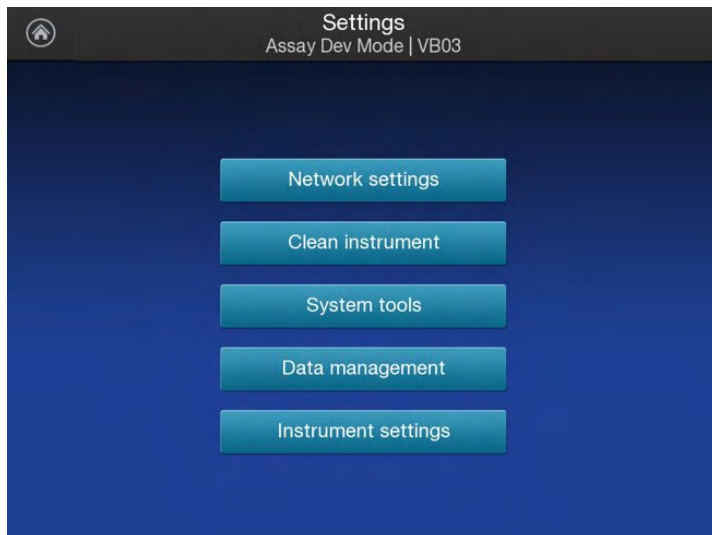 Settings
Assay Dev Mode | VB03
Network settings
Clean instrument
System tools
Data management
Instrument settings